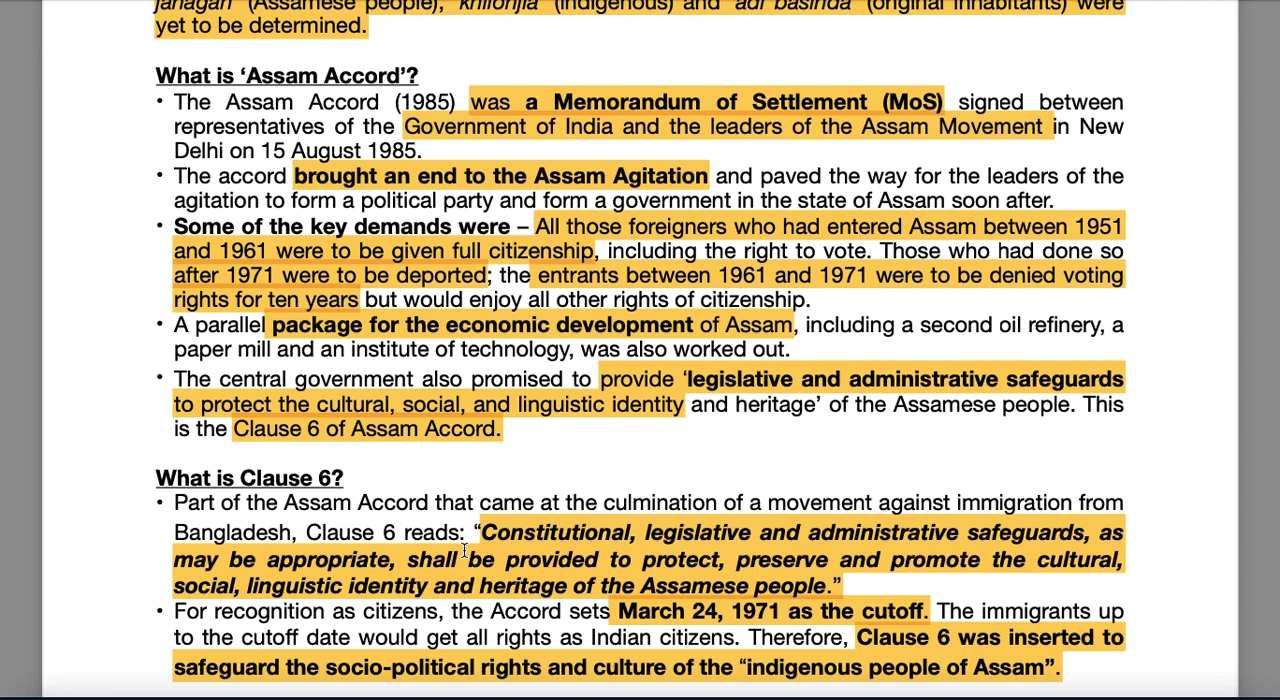 janagan' (Assamese people), 'khilonjia' (indigenous) and 'adi basinda' (original inhabitants) were
yet to be determined.
What is ‘Assam Accord’?
• The Assam Accord (1985) was a Memorandum of Settlement (MoS) signed between
representatives of the Government of India and the leaders of the Assam Movement in New
Delhi on 15 August 1985.
• The accord brought an end to the Assam Agitation and paved the way for the leaders of the
agitation to form a political party and form a government in the state of Assam soon after.
• Some of the key demands were – All those foreigners who had entered Assam between 1951
and 1961 were to be given full citizenship, including the right to vote. Those who had done so
after 1971 were to be deported; the entrants between 1961 and 1971 were to be denied voting
rights for ten years but would enjoy all other rights of citizenship.
• A parallel package for the economic development of Assam, including a second oil refinery, a
paper mill and an institute of technology, was also worked out.
• The central government also promised to provide ‘legislative and administrative safeguards
to protect the cultural, social, and linguistic identity and heritage’ of the Assamese people. This
is the Clause 6 of Assam Accord.
What is Clause 6?
• Part of the Assam Accord that came at the culmination of a movement against immigration from
Bangladesh, Clause 6 reads: “Constitutional, legislative and administrative safeguards, as
may be appropriate, shall be provided to protect, preserve and promote the cultural,
social, linguistic identity and heritage of the Assamese people.”
• For recognition as citizens, the Accord sets March 24, 1971 as the cutoff. The immigrants up
to the cutoff date would get all rights as Indian citizens. Therefore, Clause 6 was inserted to
safeguard the socio-political rights and culture of the “indigenous people of Assam”.